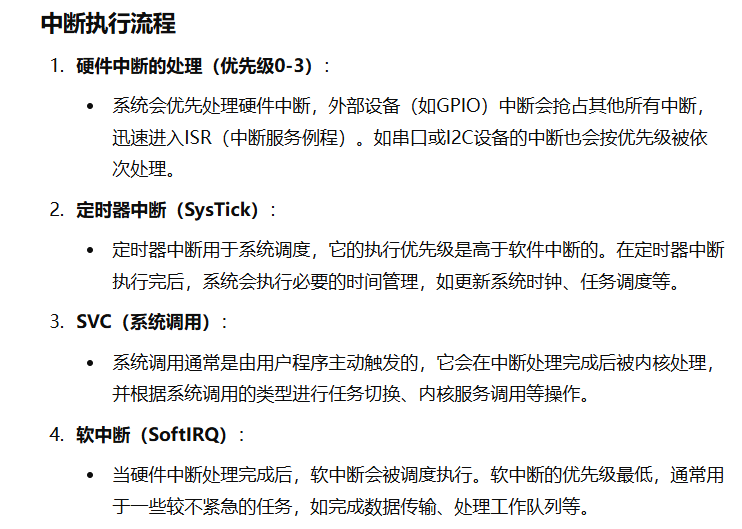 中断执行流程
1. 硬件中断的处理（优先级0-3）：
• 系统会优先处理硬件中断，外部设备（如GPIO）中断会抢占其他所有中断，
迅速进入ISR（中断服务例程）。如串口或I2C设备的中断也会按优先级被依
次处理。
2. 定时器中断（SysTick）：
• 定时器中断用于系统调度，它的执行优先级是高于软件中断的。在定时器中断
执行完后，系统会执行必要的时间管理，如更新系统时钟、任务调度等。
3. SVC（系统调用）：
• 系统调用通常是由用户程序主动触发的，它会在中断处理完成后被内核处理，
并根据系统调用的类型进行任务切换、内核服务调用等操作。
4. 软中断（SoftIRQ）：
• 当硬件中断处理完成后，软中断会被调度执行。软中断的优先级最低，通常用
于一些较不紧急的任务，如完成数据传输、处理工作队列等。